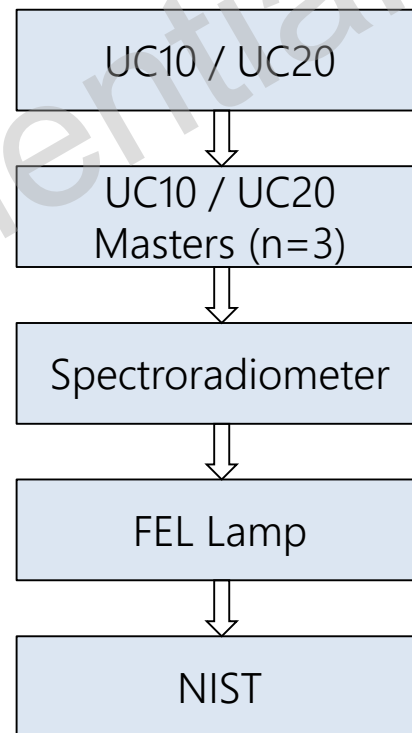 UC10 / UC20
UC10 / UC20
Masters (n=3)
Spectroradiometer
FEL Lamp
NIST